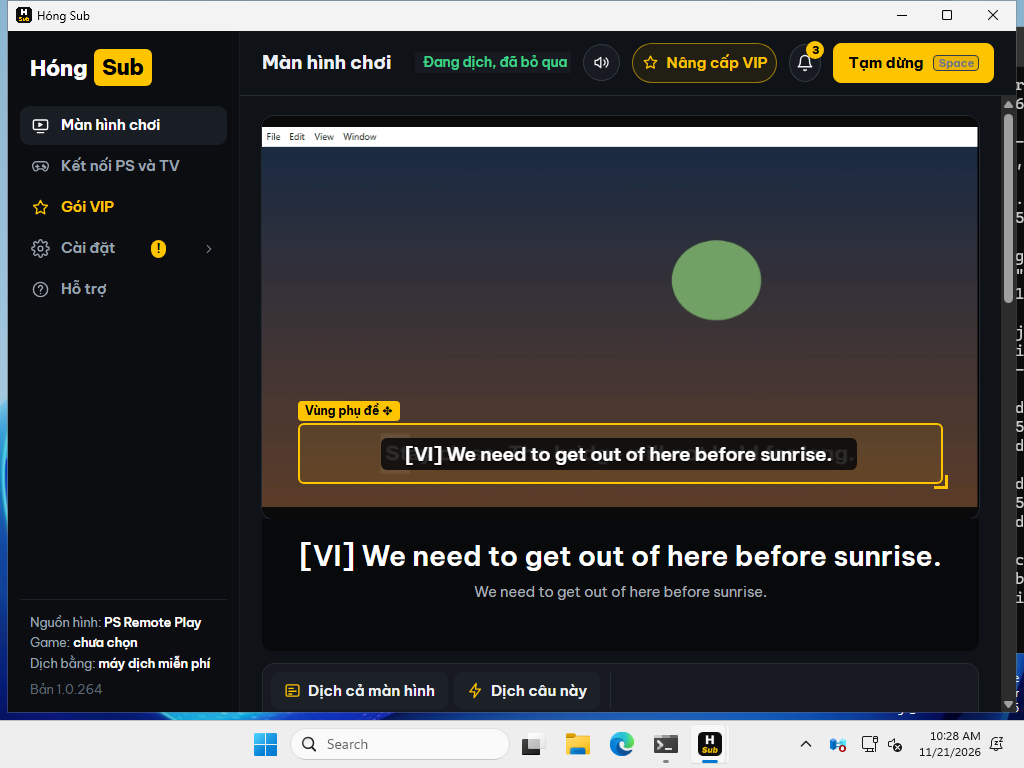 Hóng Sub
Hóng Sub
Màn hình chơi
Kết nối PS và TV
Gói VIP
Cài đặt !
Hỗ trợ
Nguồn hình: PS Remote Play
Game: chưa chọn
Dịch bằng: máy dịch miễn phí
Bản 1.0.264
Màn hình chơi
Đang dịch, đã bỏ qua
Nâng cấp VIP
3
Tạm dừng Space
File Edit View Window
Vùng phụ đề
[VI] We need to get out of here before sunrise.
[VI] We need to get out of here before sunrise.
We need to get out of here before sunrise.
Dịch cả màn hình
Dịch câu này
Search
10:28 AM
11/21/2026